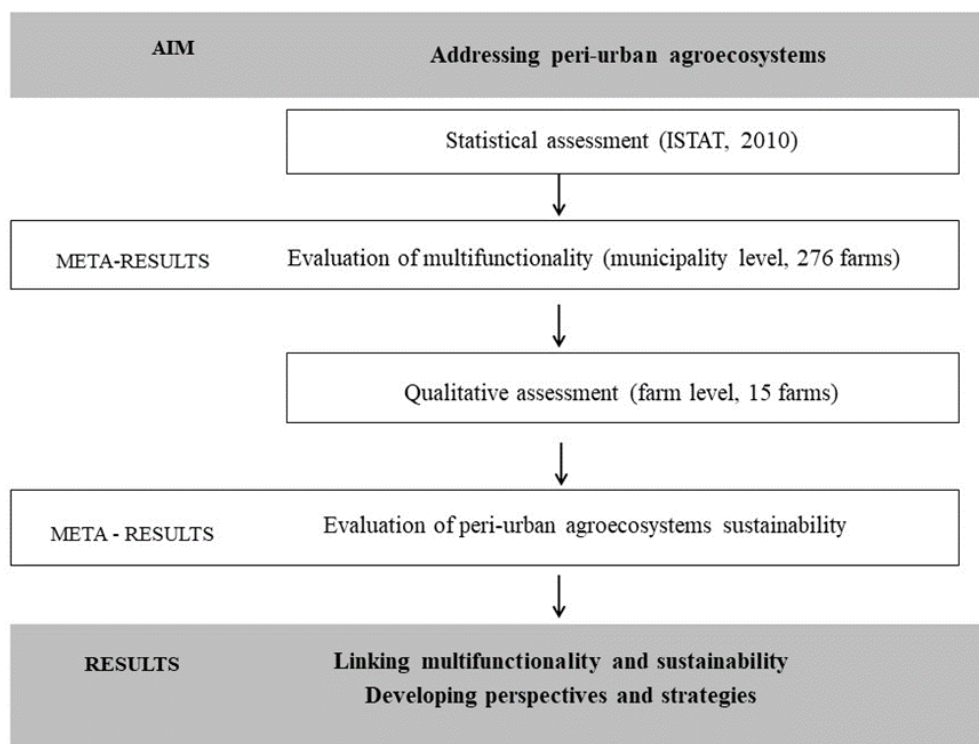 AIM Addressing peri-urban agroecosystems
Statistical assessment (ISTAT, 2010)
META-RESULTS Evaluation of multifunctionality (municipality level, 276 farms)
Qualitative assessment (farm level, 15 farms)
META - RESULTS Evaluation of peri-urban agroecosystems sustainability
RESULTS Linking multifunctionality and sustainability
Developing perspectives and strategies